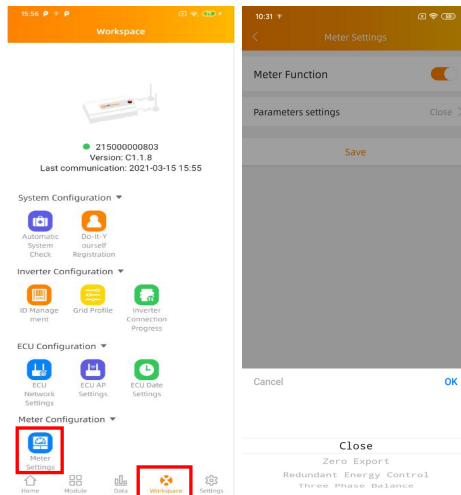 15:56
Workspace
215000000803
Version: C1.1.8
Last communication: 2021-03-15 15:55
System Configuration
Automatic
System
Check
Do-It-Y
ourself
Registration
Inverter Configuration
ID Manage
ment
Grid Profile
Inverter
Connection
Progress
ECU Configuration
ECU
Network
Settings
ECU AP
Settings
ECU Date
Settings
Meter Configuration
Meter
Settings
Home
Module
Data
Workspace
Settings
10:31
Meter Settings
Meter Function
Parameters settings
Close
Save
Cancel
OK
Close
Zero Export
Redundant Energy Control
Three Phase Balance